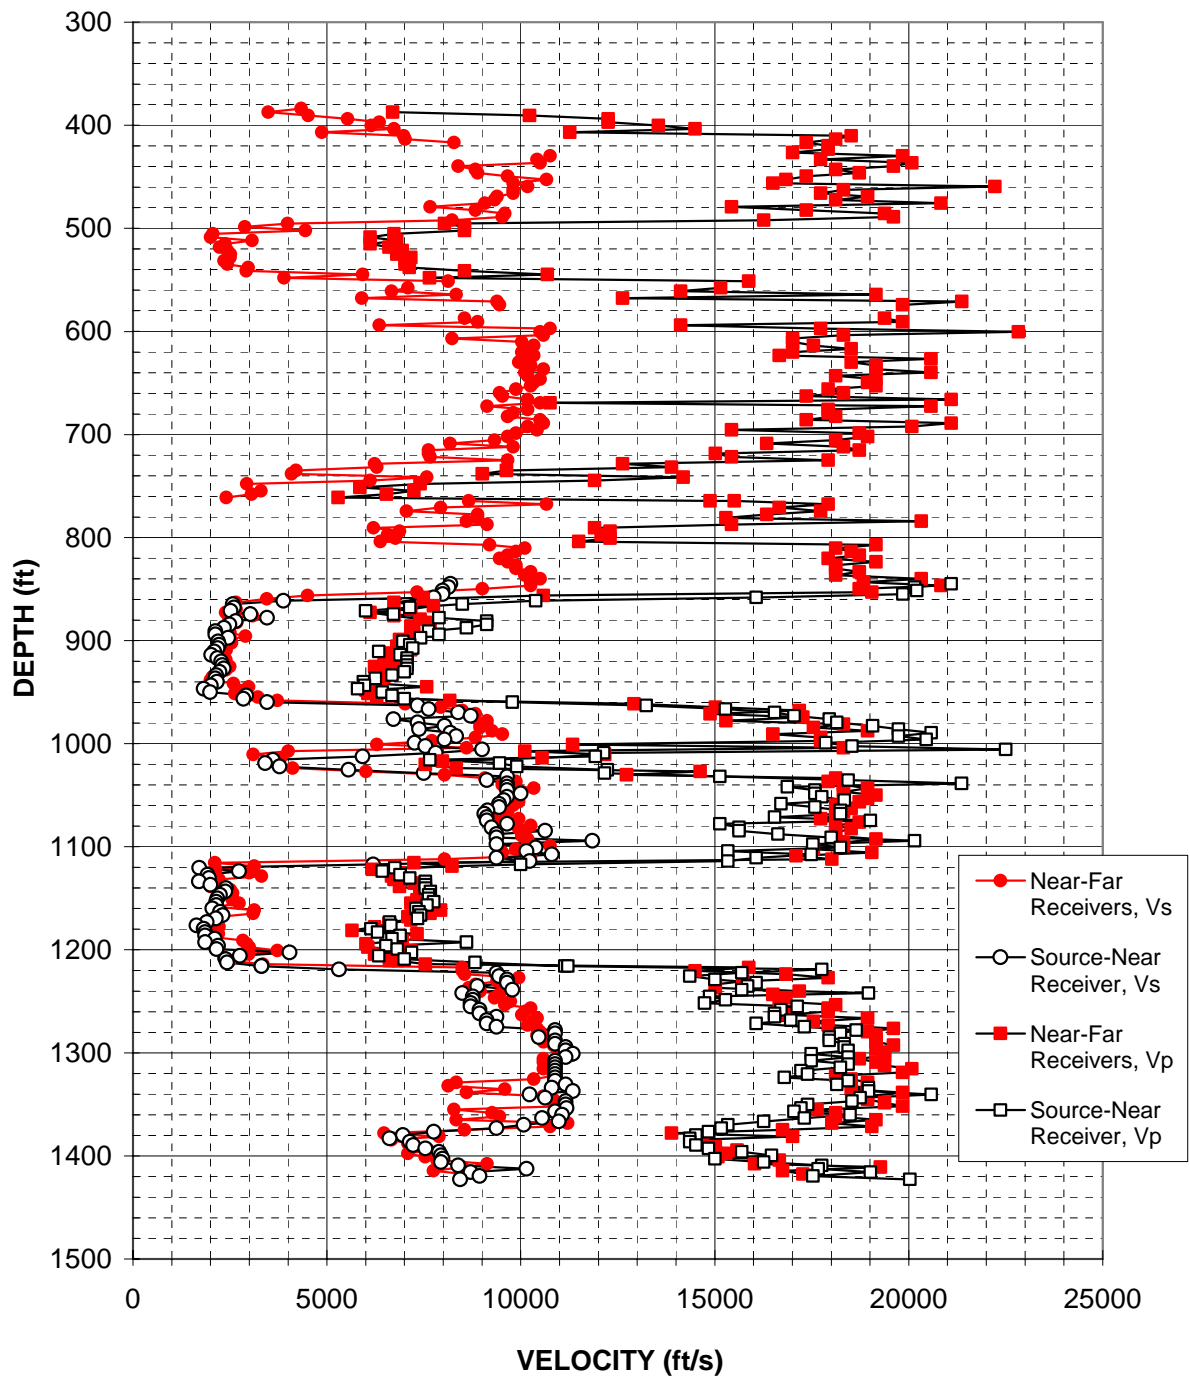 300
400
500
600
700
800
900
1000
1100
1200
1300
1400
1500
DEPTH (ft)
0 5000 10000 15000 20000 25000
VELOCITY (ft/s)
Near-Far
Receivers, Vs
Source-Near
Receiver, Vs
Near-Far
Receivers, Vp
Source-Near
Receiver, Vp